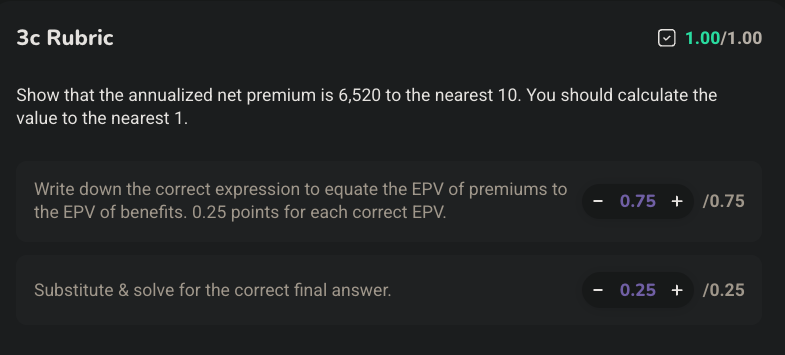 3c Rubric
1.00/1.00
Show that the annualized net premium is 6,520 to the nearest 10. You should calculate the
value to the nearest 1.
Write down the correct expression to equate the EPV of premiums to
the EPV of benefits. 0.25 points for each correct EPV.
− 0.75 + /0.75
Substitute & solve for the correct final answer.
− 0.25 + /0.25